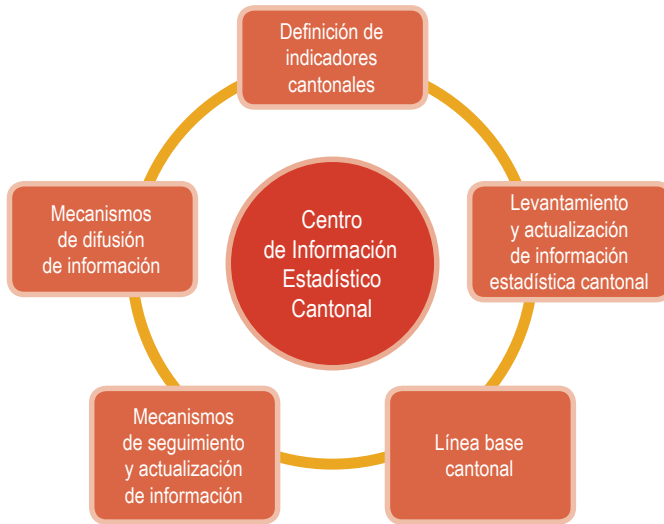 Definición de
indicadores
cantonales
Levantamiento
y actualización
de información
estadística cantonal
Línea base
cantonal
Mecanismos
de seguimiento
y actualización
de información
Mecanismos
de difusión
de información
Centro
de Información
Estadístico
Cantonal